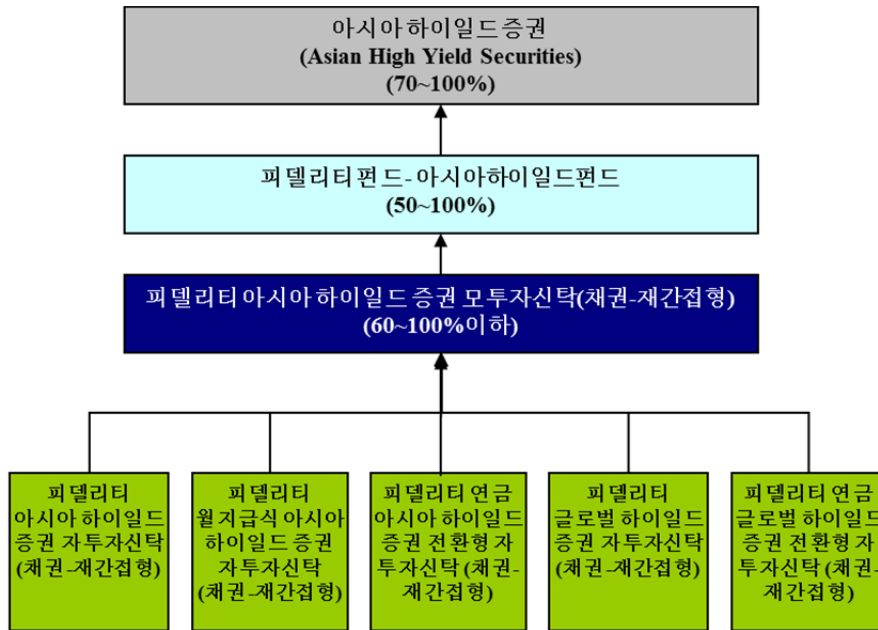 아시아 하이일드 증권
(Asian High Yield Securities)
(70~100%)
피델리티 펀드- 아시아하이일드펀드
(50~100%)
피델리티 아시아 하이일드 증권 모투자신탁(채권-재간접형)
(60~100%이하)
피델리티
아시아 하이일드
증권 자투자신탁
(채권-재간접형)
피델리티
월지급식 아시아
하이일드 증권
자투자신탁
(채권-재간접형)
피델리티 연금
아시아 하이일드
증권 전환형 자
투자신탁 (채권-
재간접형)
피델리티
글로벌 하이일드
증권 자투자신탁
(채권-재간접형)
피델리티 연금
글로벌 하이일드
증권 전환형 자
투자신탁 (채권-
재간접형)